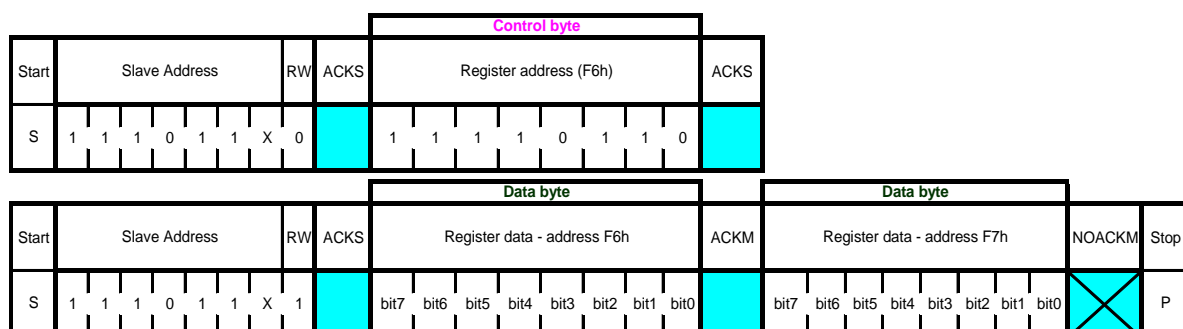 Control byte
Start Slave Address RW ACKS Register address (F6h) ACKS
S 1 1 1 0 1 1 X 0 1 1 1 1 0 1 1 0
Data byte Data byte
Start Slave Address RW ACKS Register data - address F6h ACKM Register data - address F7h NOACKM Stop
S 1 1 1 0 1 1 X 1 bit7 bit6 bit5 bit4 bit3 bit2 bit1 bit0 bit7 bit6 bit5 bit4 bit3 bit2 bit1 bit0 P